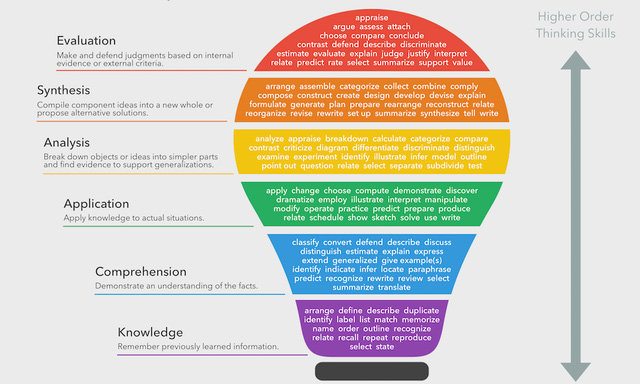 Evaluation
Make and defend judgments based on internal
evidence or external criteria.
appraise
argue assess attach
choose compare conclude
contrast defend describe discriminate
estimate evaluate explain judge justify interpret
relate predict rate select summarize support value
Higher Order
Thinking Skills
Synthesis
Compile component ideas into a new whole or
propose alternative solutions.
arrange assemble categorize collect combine comply
compose construct create design develop devise explain
formulate generate plan prepare rearrange reconstruct relate
reorganize revise rewrite set up summarize synthesize tell write
Analysis
Break down objects or ideas into simpler parts
and find evidence to support generalizations.
analyze appraise breakdown calculate categorize compare
contrast criticize diagram differentiate discriminate distinguish
examine experiment identify illustrate infer model outline
point out question relate select separate subdivide test
Application
Apply knowledge to actual situations.
apply change choose compute demonstrate discover
dramatize employ illustrate interpret manipulate
modify operate practice predict prepare produce
relate schedule show sketch solve use write
Comprehension
Demonstrate an understanding of the facts.
classify convert defend describe discuss
distinguish estimate explain express
extend generalized give example(s)
identify indicate infer locate paraphrase
predict recognize rewrite review select
summarize translate
Knowledge
Remember previously learned information.
arrange define describe duplicate
identify label list match memorize
name order outline recognize
relate recall repeat reproduce
select state